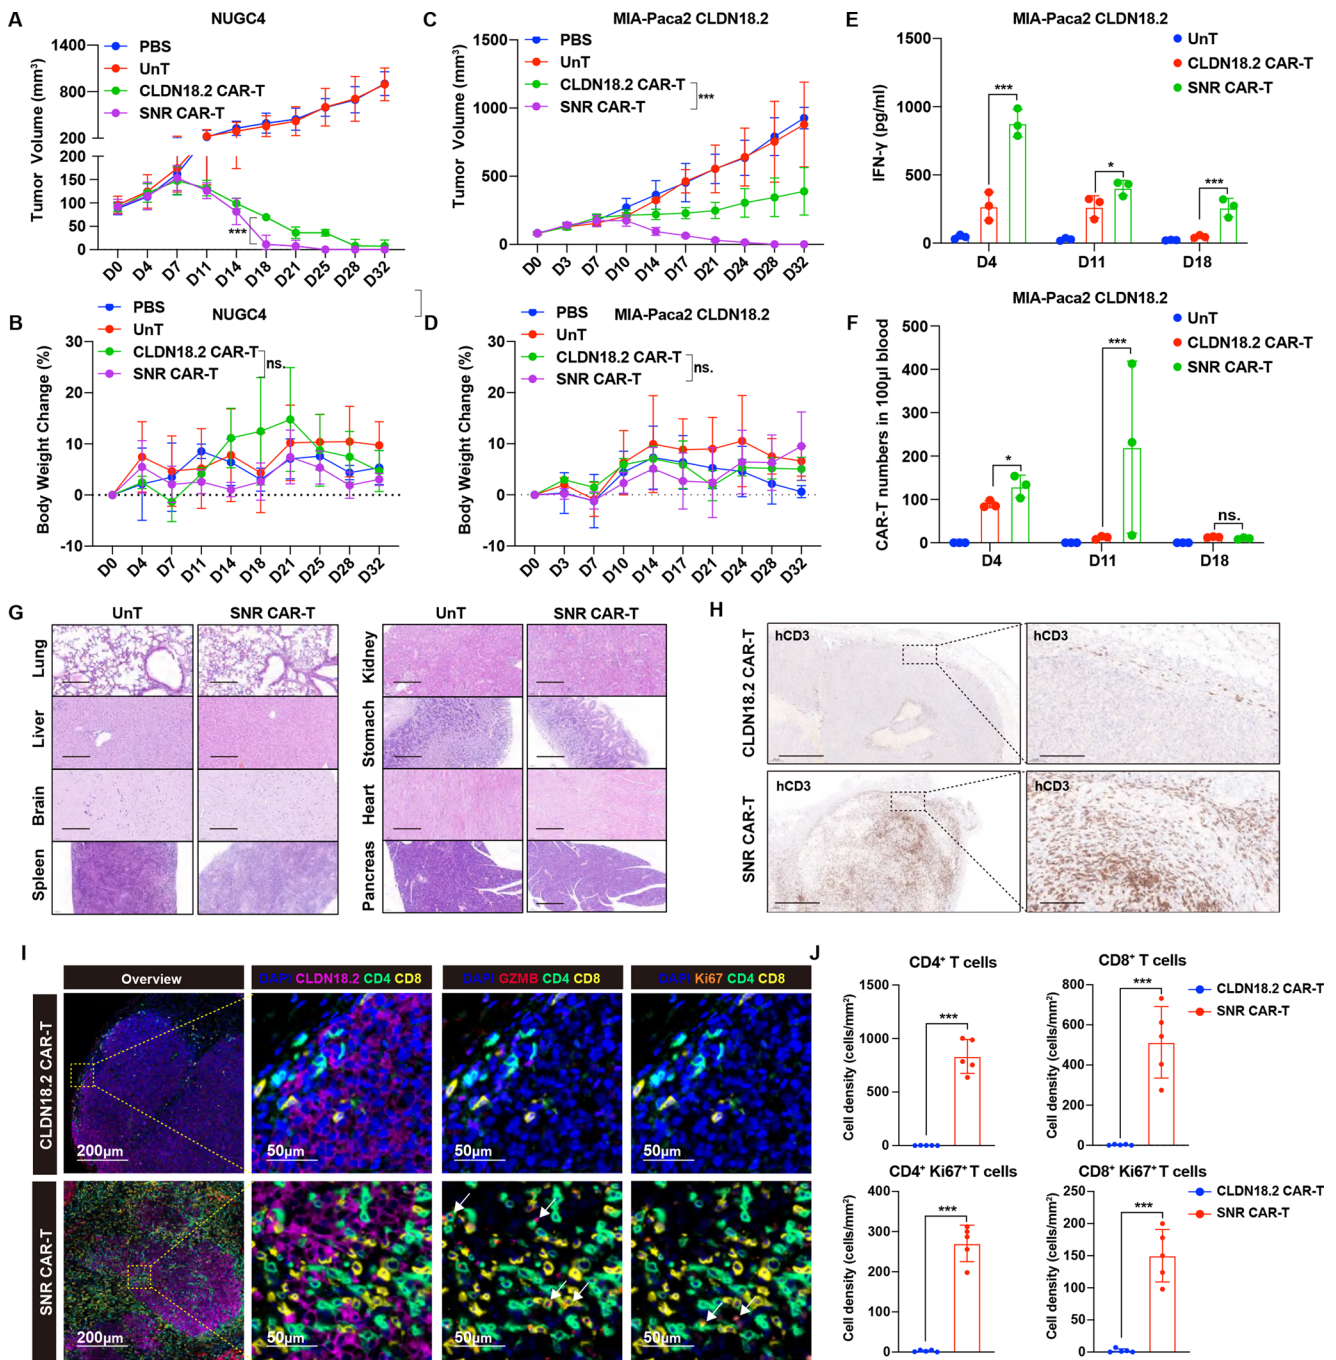 A
NUGC4
Tumor Volume (mm³)
1400
800
200
200
150
100
50
0
PBS
UnT
CLDN18.2 CAR-T
SNR CAR-T
***
D0 D4 D7 D11 D14 D18 D21 D25 D28 D32
C
MIA-Paca2 CLDN18.2
Tumor Volume (mm³)
1500
1000
500
0
PBS
UnT
CLDN18.2 CAR-T
SNR CAR-T
***
D0 D3 D7 D10 D14 D17 D21 D24 D28 D32
E
MIA-Paca2 CLDN18.2
IFN-γ (pg/ml)
1500
1000
500
0
UnT
CLDN18.2 CAR-T
SNR CAR-T
*** * ***
D4 D11 D18
B
NUGC4
Body Weight Change (%)
30
20
10
0
-10
PBS
UnT
CLDN18.2 CAR-T
SNR CAR-T
ns.
D0 D4 D7 D11 D14 D18 D21 D25 D28 D32
D
MIA-Paca2 CLDN18.2
Body Weight Change (%)
30
20
10
0
-10
PBS
UnT
CLDN18.2 CAR-T
SNR CAR-T
ns.
D0 D3 D7 D10 D14 D17 D21 D24 D28 D32
F
MIA-Paca2 CLDN18.2
CAR-T numbers in 100μl blood
500
400
300
200
100
0
UnT
CLDN18.2 CAR-T
SNR CAR-T
* *** ns.
D4 D11 D18
G
UnT SNR CAR-T
Lung
Liver
Brain
Spleen
UnT SNR CAR-T
Kidney
Stomach
Heart
Pancreas
H
CLDN18.2 CAR-T
hCD3 hCD3
SNR CAR-T
hCD3 hCD3
I
Overview
DAPI CLDN18.2 CD4 CD8
DAPI GZMB CD4 CD8
DAPI Ki67 CD4 CD8
CLDN18.2 CAR-T
200μm 50μm 50μm 50μm
SNR CAR-T
200μm 50μm 50μm 50μm
J
CD4⁺ T cells
Cell density (cells/mm²)
1500
1000
500
0
***
CD8⁺ T cells
Cell density (cells/mm²)
800
600
400
200
0
***
CLDN18.2 CAR-T
SNR CAR-T
CD4⁺ Ki67⁺ T cells
Cell density (cells/mm²)
400
300
200
100
0
***
CD8⁺ Ki67⁺ T cells
Cell density (cells/mm²)
250
200
150
100
50
0
***
CLDN18.2 CAR-T
SNR CAR-T